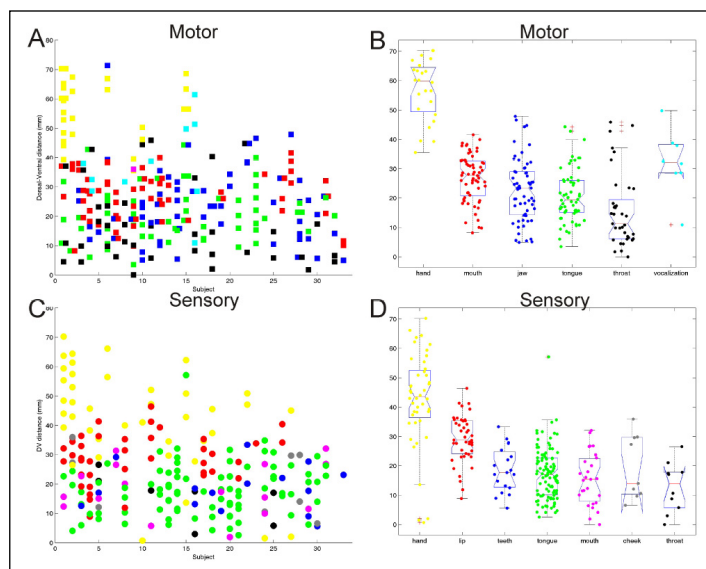 A
Motor
Dorsal-Ventral distance (mm)
80
70
60
50
40
30
20
10
0
0 5 10 15 20 25 30
Subject
B
Motor
70
60
50
40
30
20
10
0
hand mouth jaw tongue throat vocalization
C
Sensory
DV distance (mm)
80
70
60
50
40
30
20
10
0
0 5 10 15 20 25 30
Subject
D
Sensory
70
60
50
40
30
20
10
0
hand lip teeth tongue mouth cheek throat